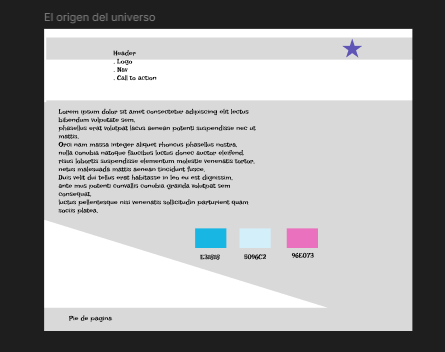 El origen del universo
Header
. Logo
. Nav
. Call to action
Lorem ipsum dolor sit amet consectetur adipiscing elit lectus
bibendum vulputate sem,
phasellus erat volutpat lacus aenean potenti suspendisse nec ut
mattis.
Orci nam massa integer aliquet rhoncus phasellus nostra,
nulla conubia natoque faucibus luctus donec auctor eleifend,
risus lobortis suspendisse elementum molestie venenatis tortor,
netus malesuada mattis aenean tincidunt fusce.
Duis velit dui tellus erat habitasse in leo eu est dignissim,
ante mus potenti convallis conubia gravida volutpat sem
consequat,
luctus pellentesque nisi venenatis sollicitudin parturient quam
sociis platea.
5096C2
96E073
Pie de pagina